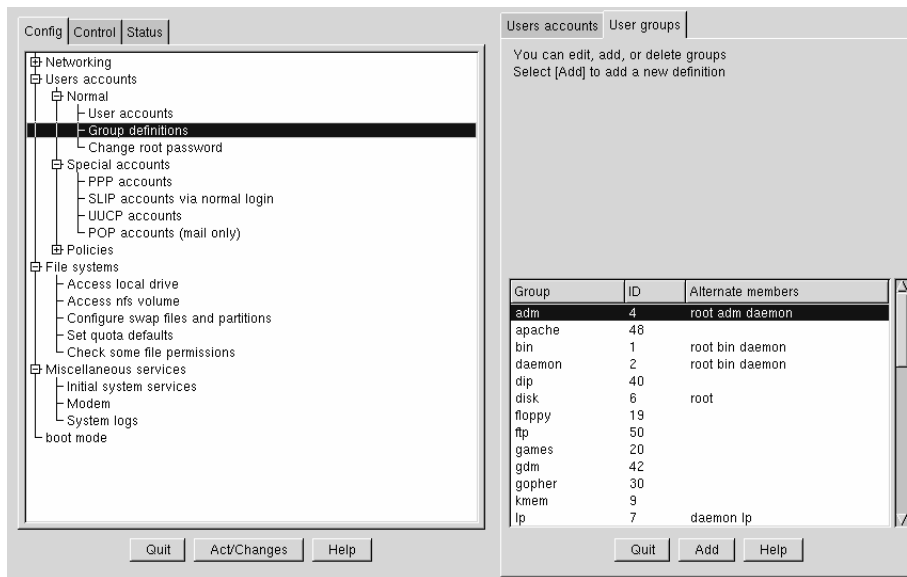 Config Control Status
Networking
Users accounts
Normal
User accounts
Group definitions
Change root password
Special accounts
PPP accounts
SLIP accounts via normal login
UUCP accounts
POP accounts (mail only)
Policies
File systems
Access local drive
Access nfs volume
Configure swap files and partitions
Set quota defaults
Check some file permissions
Miscellaneous services
Initial system services
Modem
System logs
boot mode
Quit Act/Changes Help
Users accounts User groups
You can edit, add, or delete groups
Select [Add] to add a new definition
Group ID Alternate members
adm 4 root adm daemon
apache 48
bin 1 root bin daemon
daemon 2 root bin daemon
dip 40
disk 6 root
floppy 19
ftp 50
games 20
gdm 42
gopher 30
kmem 9
lp 7 daemon lp
Quit Add Help